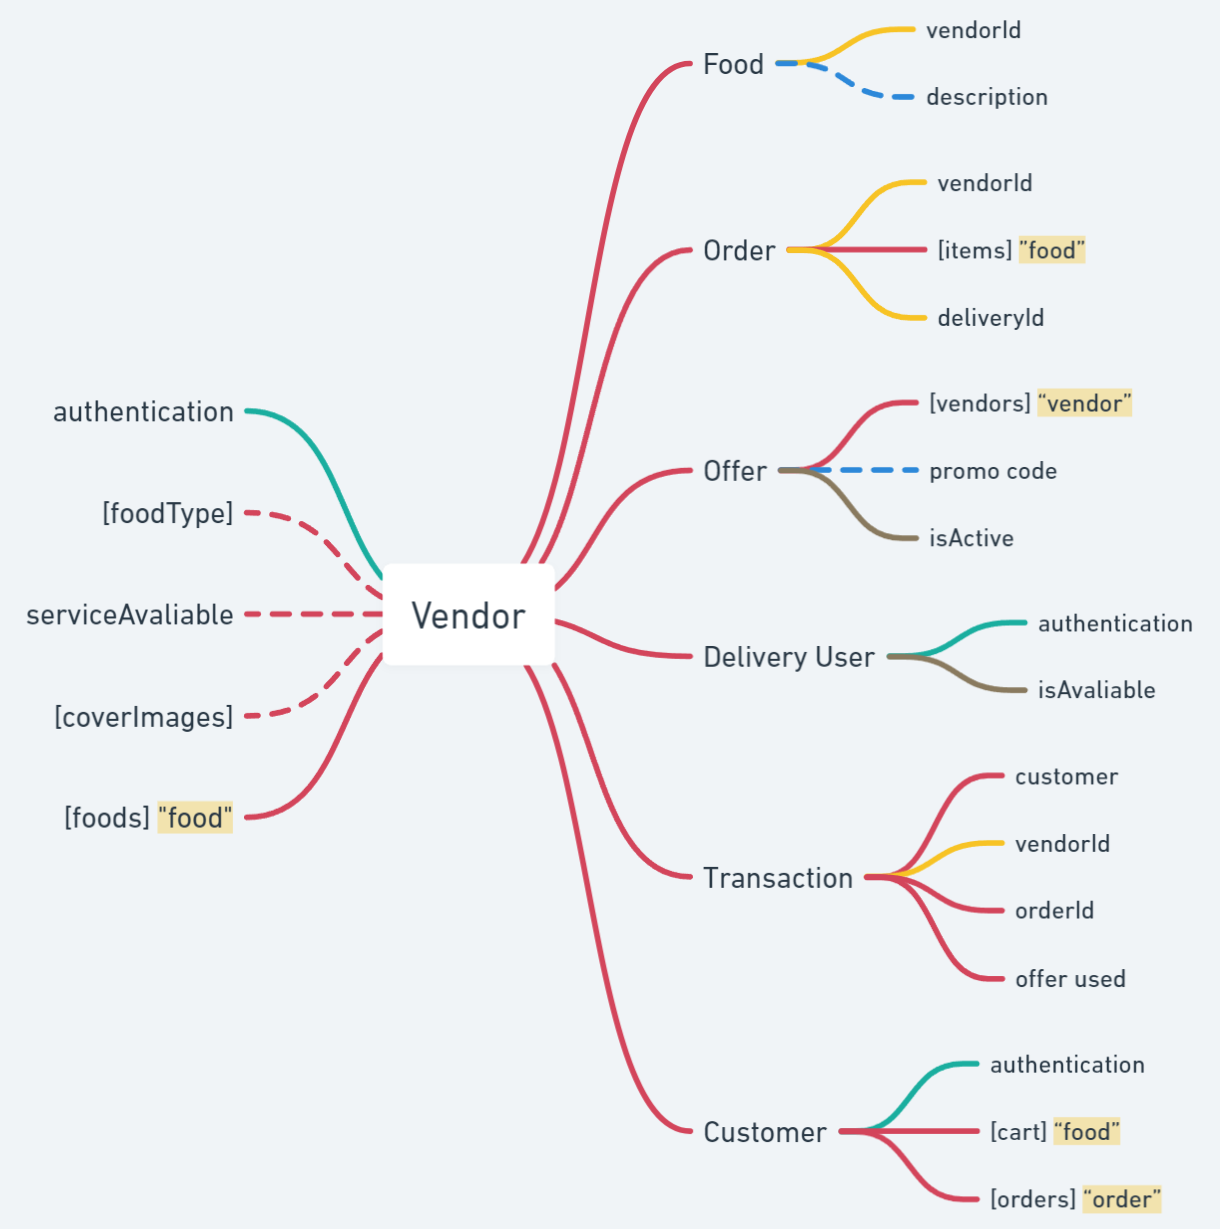 authentication
[foodType]
serviceAvaliable
[coverImages]
[foods] "food"
Vendor
Food
vendorId
description
Order
vendorId
[items] ”food”
deliveryId
Offer
[vendors] “vendor”
promo code
isActive
Delivery User
authentication
isAvaliable
Transaction
customer
vendorId
orderId
offer used
Customer
authentication
[cart] “food”
[orders] “order”